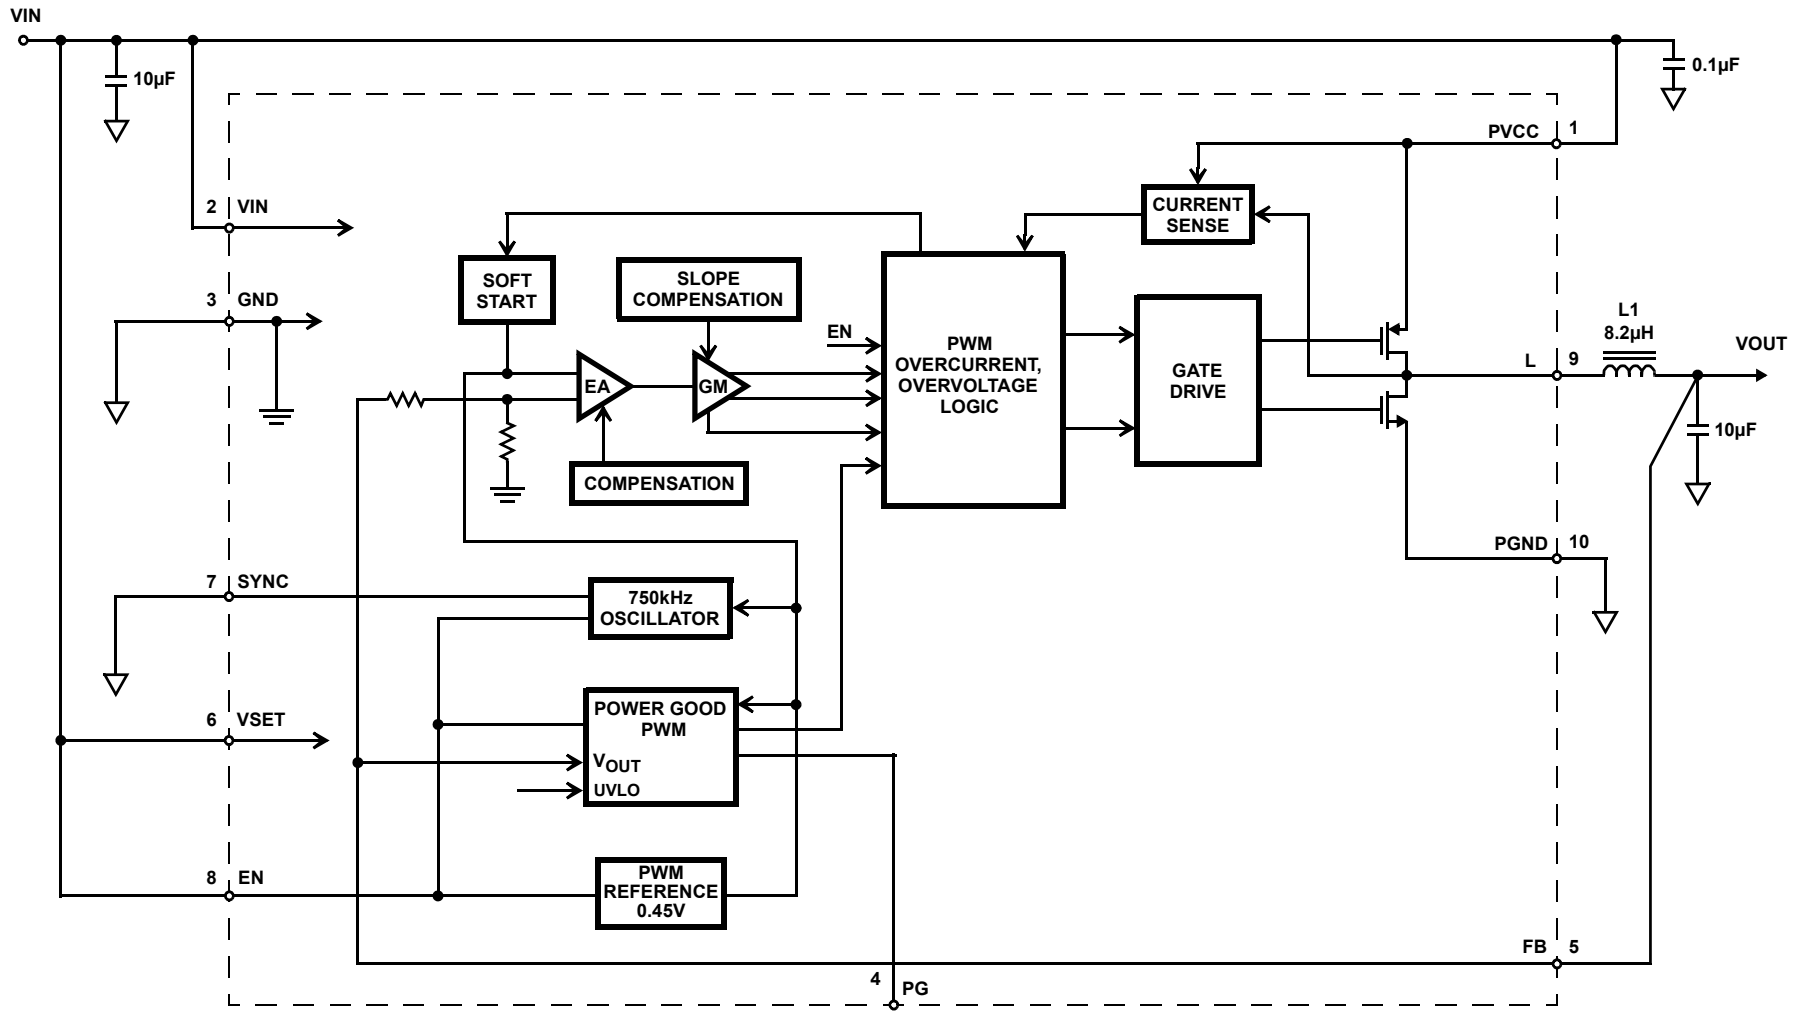 VIN
10µF
0.1µF
PVCC
1
2
VIN
CURRENT
SENSE
3
GND
SOFT
START
SLOPE
COMPENSATION
EN
PWM
OVERCURRENT,
OVERVOLTAGE
LOGIC
GATE
DRIVE
L
9
L1
8.2µH
VOUT
EA
GM
10µF
COMPENSATION
PGND
10
7
SYNC
750kHz
OSCILLATOR
6
VSET
POWER GOOD
PWM
VOUT
UVLO
8
EN
PWM
REFERENCE
0.45V
FB
5
4
PG